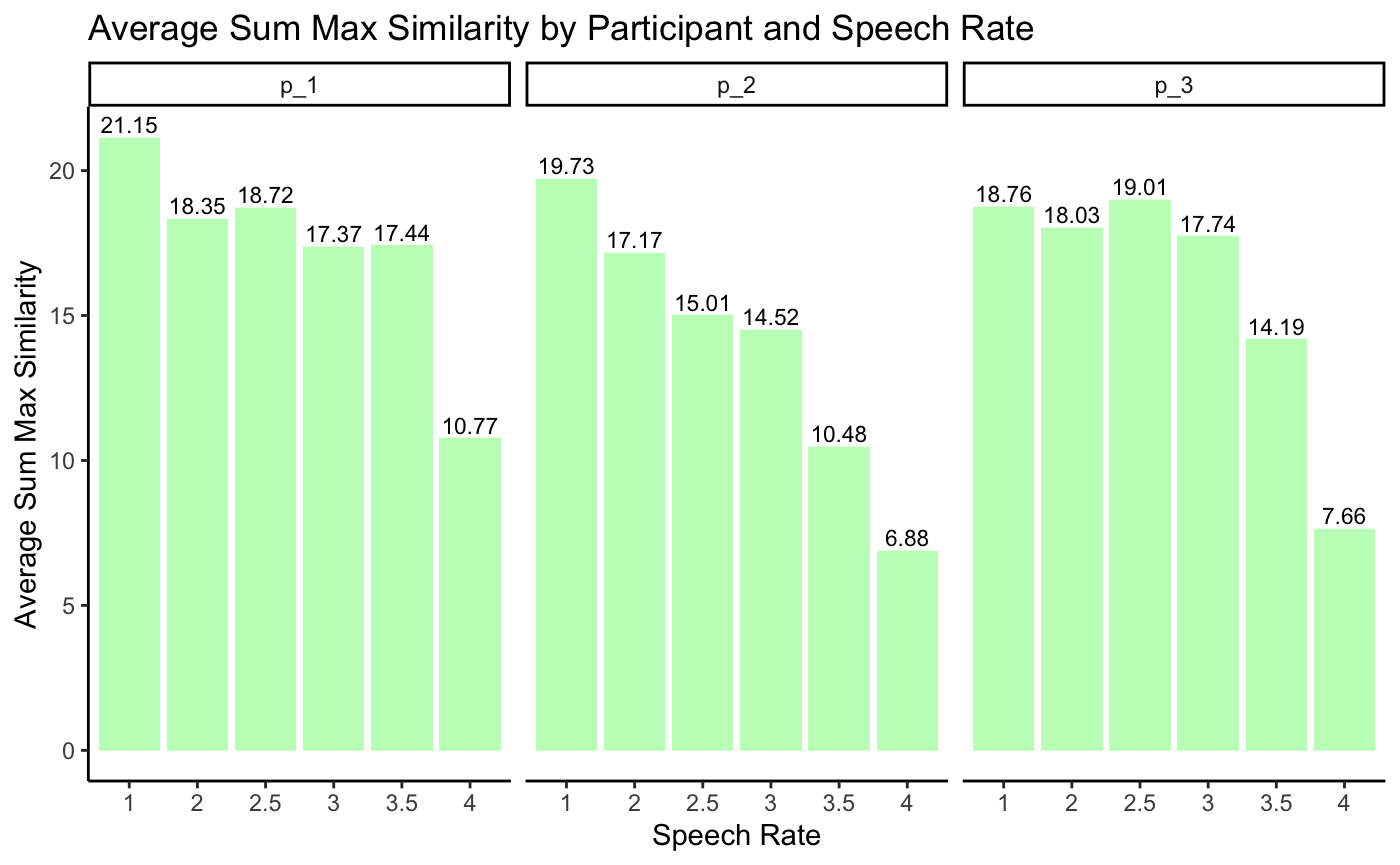 Average Sum Max Similarity by Participant and Speech Rate
p_1 p_2 p_3
21.15 18.35 18.72 17.37 17.44 10.77
19.73 17.17 15.01 14.52 10.48 6.88
18.76 18.03 19.01 17.74 14.19 7.66
20
15
10
5
0
Average Sum Max Similarity
1 2 2.5 3 3.5 4 1 2 2.5 3 3.5 4 1 2 2.5 3 3.5 4
Speech Rate